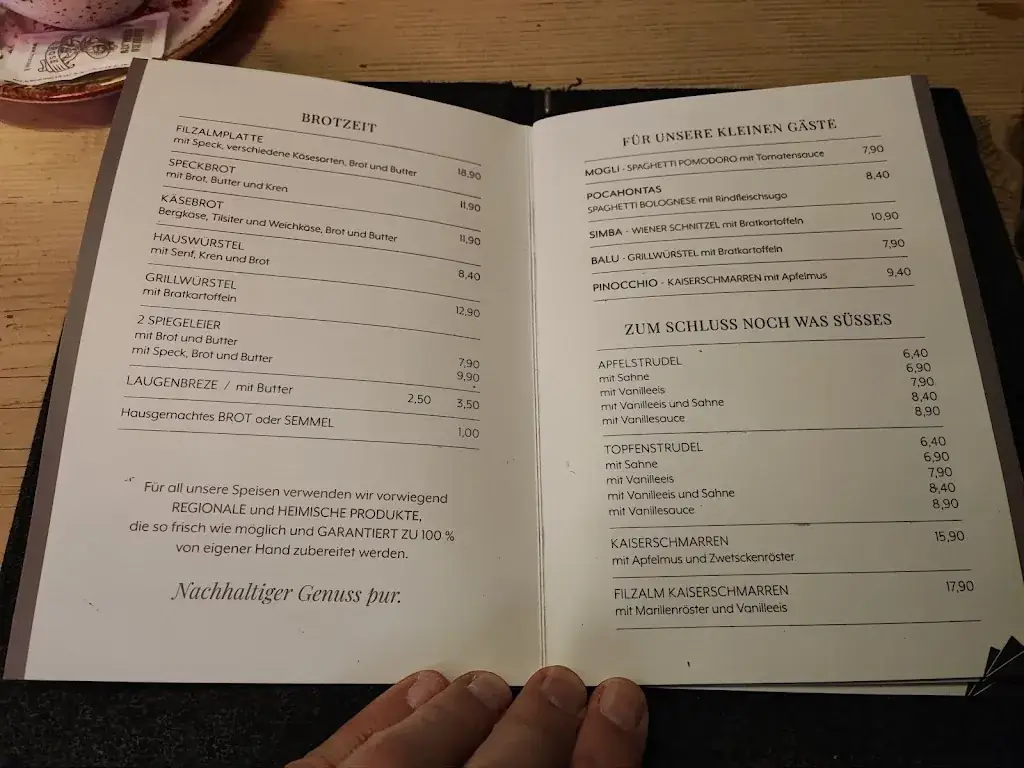 BROTZEIT
FILZALMPLATTE
mit Speck, verschiedene Käsesorten, Brot und Butter 18,90
SPECKBROT
mit Brot, Butter und Kren 11,90
KÄSEBROT
Bergkäse, Tilsiter und Weichkäse, Brot und Butter 11,90
HAUSWÜRSTEL
mit Senf, Kren und Brot 8,40
GRILLWÜRSTEL
mit Bratkartoffeln 12,90
2 SPIEGELEIER
mit Brot und Butter 7,90
mit Speck, Brot und Butter 9,90
LAUGENBREZE / mit Butter 2,50 3,50
Hausgemachtes BROT oder SEMMEL 1,00
Für all unsere Speisen verwenden wir vorwiegend
REGIONALE und HEIMISCHE PRODUKTE,
die so frisch wie möglich und GARANTIERT ZU 100 %
von eigener Hand zubereitet werden.
Nachhaltiger Genuss pur.
FÜR UNSERE KLEINEN GÄSTE
MOGLI - SPAGHETTI POMODORO mit Tomatensauce 7,90
POCAHONTAS 8,40
SPAGHETTI BOLOGNESE mit Rindfleischsugo
SIMBA - WIENER SCHNITZEL mit Bratkartoffeln 10,90
BALU - GRILLWÜRSTEL mit Bratkartoffeln 7,90
PINOCCHIO - KAISERSCHMARREN mit Apfelmus 9,40
ZUM SCHLUSS NOCH WAS SÜSSES
APFELSTRUDEL 6,40
mit Sahne 6,90
mit Vanilleeis 7,90
mit Vanilleeis und Sahne 8,40
mit Vanillesauce 8,90
TOPFENSTRUDEL 6,40
mit Sahne 6,90
mit Vanilleeis 7,90
mit Vanilleeis und Sahne 8,40
mit Vanillesauce 8,90
KAISERSCHMARREN 15,90
mit Apfelmus und Zwetsckenröster
FILZALM KAISERSCHMARREN 17,90
mit Marillenröster und Vanilleeis